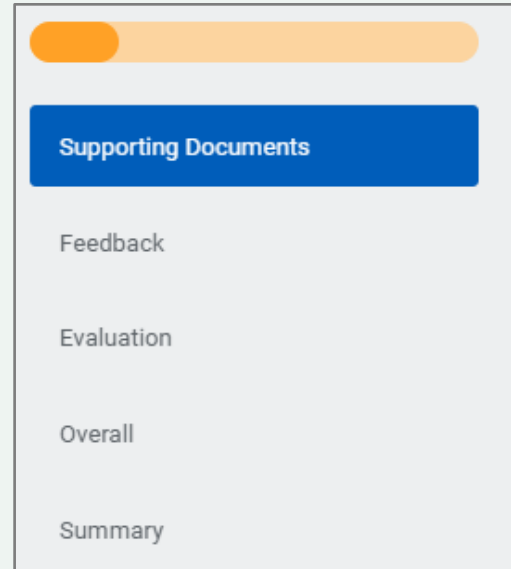 Supporting Documents
Feedback
Evaluation
Overall
Summary